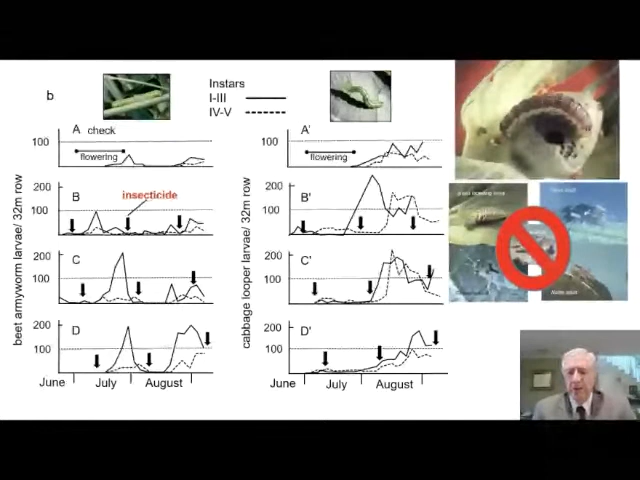 b
Instars
I-III
IV-V
A check
100
flowering
A'
100
flowering
B
200
100
insecticide
B'
200
100
C
200
100
C'
200
100
D
200
100
D'
200
100
June July August
June July August
beet armyworm larvae/ 32m row
cabbage looper larvae/ 32m row